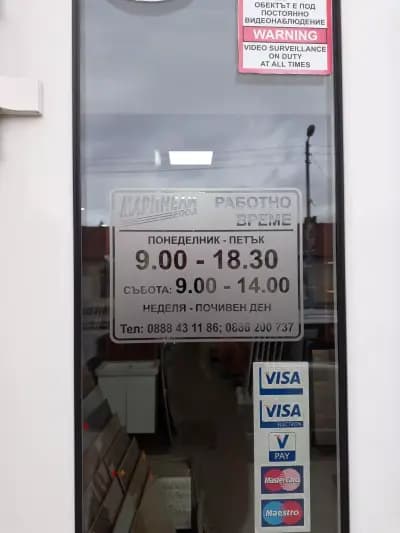 ОБЕКТЪТ Е ПОД
ПОСТОЯННО
ВИДЕОНАБЛЮДЕНИЕ
WARNING
VIDEO SURVEILLANCE
ON DUTY
AT ALL TIMES
РАБОТНО
ВРЕМЕ
ПОНЕДЕЛНИК - ПЕТЪК
9.00 - 18.30
СЪБОТА: 9.00 - 14.00
НЕДЕЛЯ - ПОЧИВЕН ДЕН
Тел: 0888 43 11 86; 0888 200 737
VISA
VISA
ELECTRON
V
PAY
MasterCard
Maestro